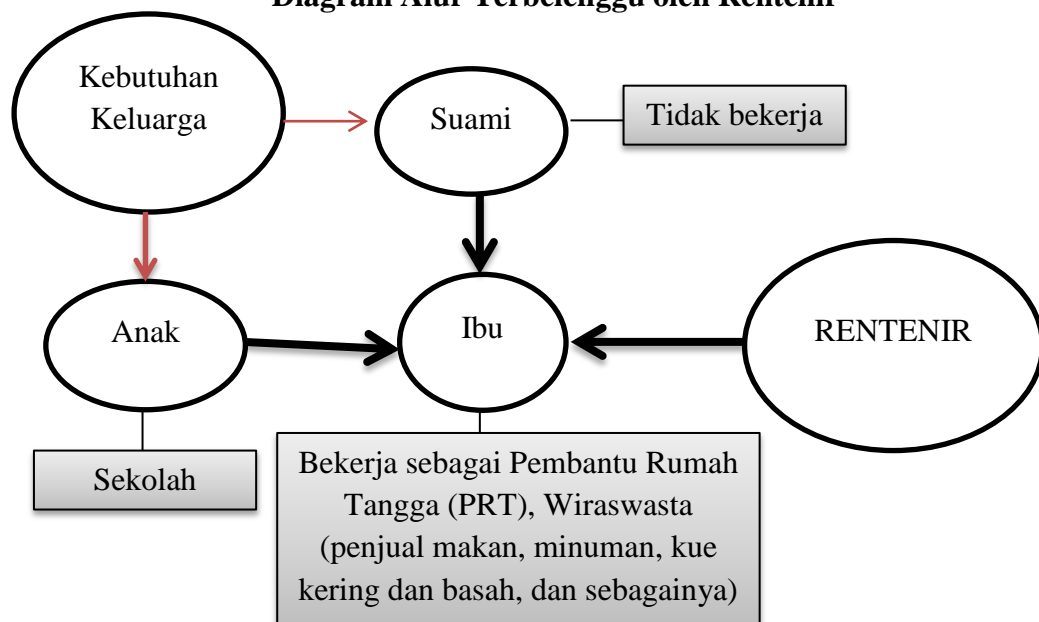 Diagram Alur Terbelenggu oleh Rentenir
Kebutuhan
Keluarga
Suami
Tidak bekerja
Anak
Ibu
RENTENIR
Sekolah
Bekerja sebagai Pembantu Rumah
Tangga (PRT), Wiraswasta
(penjual makan, minuman, kue
kering dan basah, dan sebagainya)